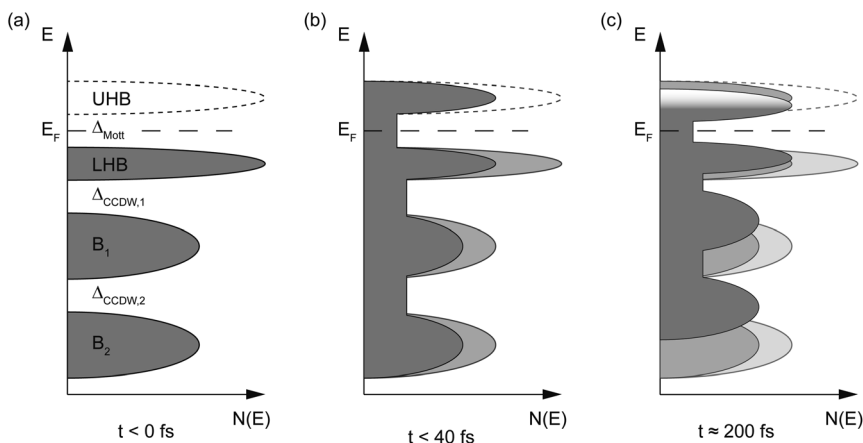 (a)
E
UHB
E_F
Δ_Mott
LHB
Δ_CCDW,1
B_1
Δ_CCDW,2
B_2
N(E)
t < 0 fs
(b)
E
E_F
N(E)
t < 40 fs
(c)
E
E_F
N(E)
t ≈ 200 fs